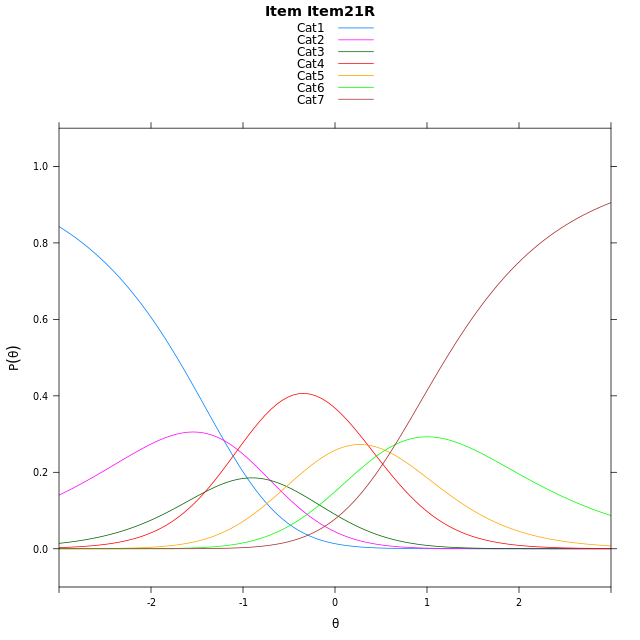 Item Item21R
Cat1
Cat2
Cat3
Cat4
Cat5
Cat6
Cat7
1.0
0.8
0.6
0.4
0.2
0.0
P(θ)
-2 -1 0 1 2
θ